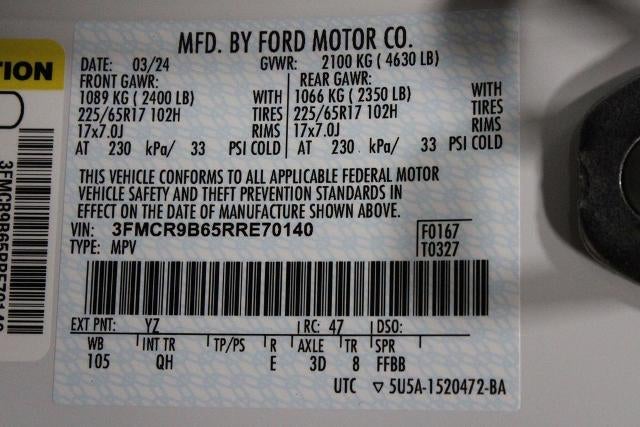 TION
3FMCR9B65RRE70140
MFD. BY FORD MOTOR CO.
DATE: 03/24 GVWR: 2100 KG ( 4630 LB)
FRONT GAWR: REAR GAWR:
1089 KG ( 2400 LB) WITH 1066 KG ( 2350 LB) WITH
225/65R17 102H TIRES 225/65R17 102H TIRES
17x7.0J RIMS 17x7.0J RIMS
AT 230 kPa/ 33 PSI COLD AT 230 kPa/ 33 PSI COLD
THIS VEHICLE CONFORMS TO ALL APPLICABLE FEDERAL MOTOR
VEHICLE SAFETY AND THEFT PREVENTION STANDARDS IN
EFFECT ON THE DATE OF MANUFACTURE SHOWN ABOVE.
VIN: 3FMCR9B65RRE70140 F0167
TYPE: MPV T0327
EXT PNT: YZ RC: 47 DSO:
WB INT TR TP/PS R AXLE TR SPR
105 QH E 3D 8 FFBB
UTC ▽ 5U5A-1520472-BA